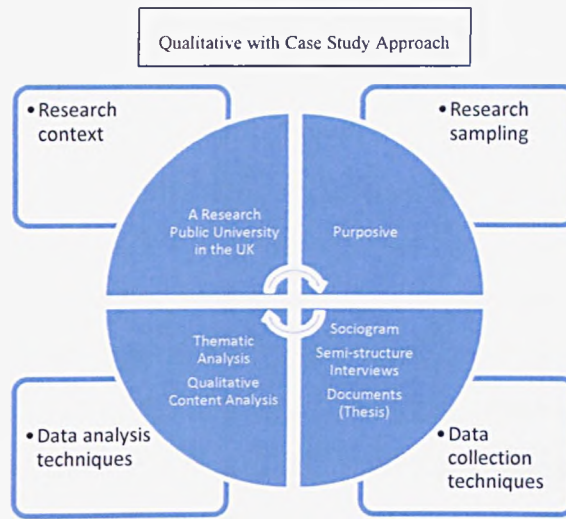 Qualitative with Case Study Approach
• Research
context
• Research
sampling
A Research
Public University
in the UK
Purposive
Thematic
Analysis
Qualitative
Content Analysis
Sociogram
Semi-structure
Interviews
Documents
(Thesis)
• Data analysis
techniques
• Data
collection
techniques